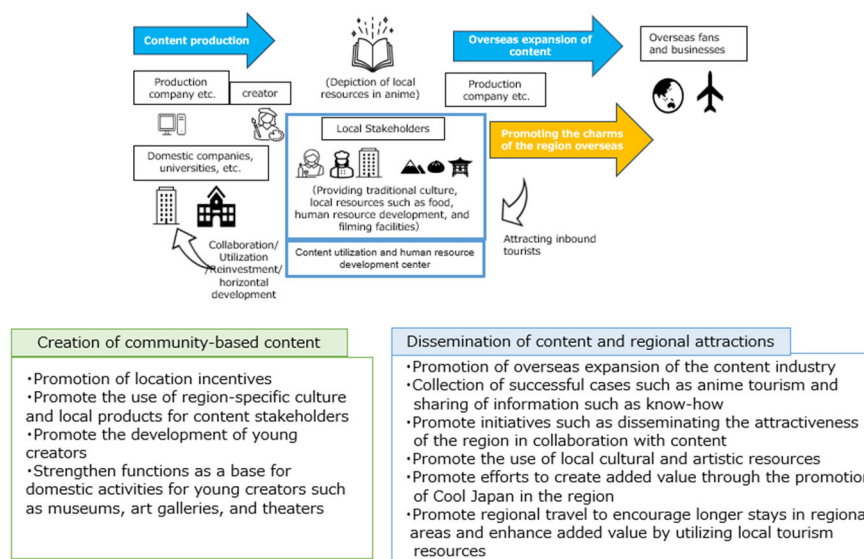 Content production
Overseas expansion of
content
Overseas fans
and businesses
Production
company etc.
creator
(Depiction of local
resources in anime)
Production
company etc.
Local Stakeholders
Promoting the charms
of the region overseas
Domestic companies,
universities, etc.
(Providing traditional culture,
local resources such as food,
human resource development, and
filming facilities)
Attracting inbound
tourists
Collaboration/
Utilization
/Reinvestment/
horizontal
development
Content utilization and human resource
development center
Creation of community-based content
・Promotion of location incentives
・Promote the use of region-specific culture
and local products for content stakeholders
・Promote the development of young
creators
・Strengthen functions as a base for
domestic activities for young creators such
as museums, art galleries, and theaters
Dissemination of content and regional attractions
・Promotion of overseas expansion of the content industry
・Collection of successful cases such as anime tourism and
sharing of information such as know-how
・Promote initiatives such as disseminating the attractiveness
of the region in collaboration with content
・Promote the use of local cultural and artistic resources
・Promote efforts to create added value through the promotion
of Cool Japan in the region
・Promote regional travel to encourage longer stays in regional
areas and enhance added value by utilizing local tourism
resources